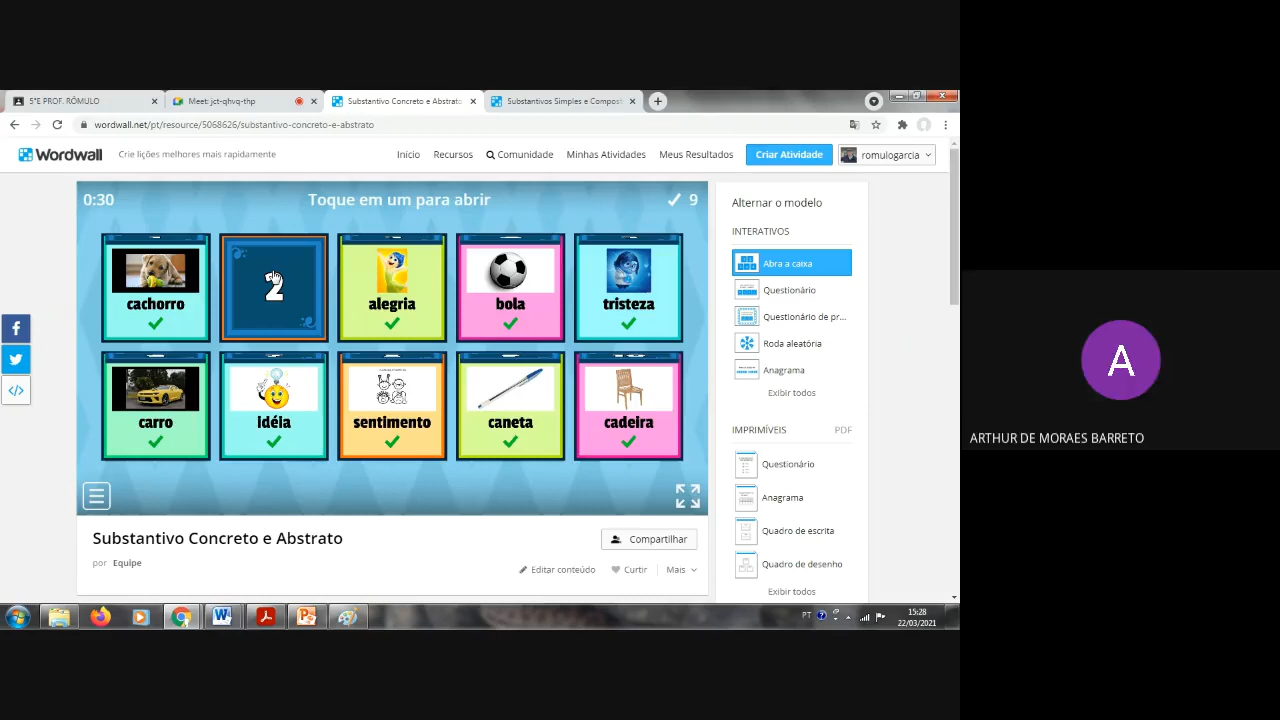 5°E PROF. RÔMULO
Meet: jct-qhvq-thp
Substantivo Concreto e Abstrato
Substantivos Simples e Compost
wordwall.net/pt/resource/5068626/substantivo-concreto-e-abstrato
Wordwall
Crie lições melhores mais rapidamente
Início
Recursos
Comunidade
Minhas Atividades
Meus Resultados
Criar Atividade
romulogarcia
0:30
Toque em um para abrir
9
cachorro
2
alegria
bola
tristeza
carro
idéia
sentimento
caneta
cadeira
Substantivo Concreto e Abstrato
por Equipe
Compartilhar
Editar conteúdo
Curtir
Mais
Alternar o modelo
INTERATIVOS
Abra a caixa
Questionário
Questionário de pr...
Roda aleatória
Anagrama
Exibir todos
IMPRIMÍVEIS
PDF
Questionário
Anagrama
Quadro de escrita
Quadro de desenho
Exibir todos
PT
15:28
22/03/2021
A
ARTHUR DE MORAES BARRETO